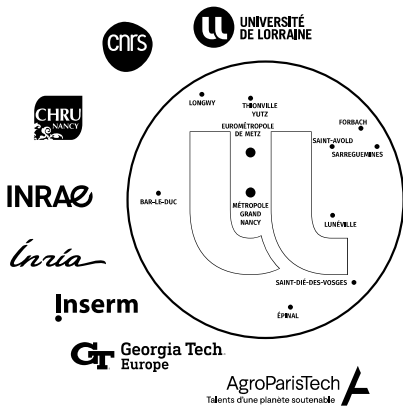 cnrs
UNIVERSITÉ
DE LORRAINE
CHRU
NANCY
LONGWY
THIONVILLE
YUTZ
EUROMÉTROPOLE
DE METZ
FORBACH
SAINT-AVOLD
SARREGUEMINES
INRAE
BAR-LE-DUC
MÉTROPOLE
GRAND
NANCY
LUNÉVILLE
Inria
SAINT-DIÉ-DES-VOSGES
Inserm
ÉPINAL
GT Georgia Tech
Europe
AgroParisTech
Talents d'une planète soutenable